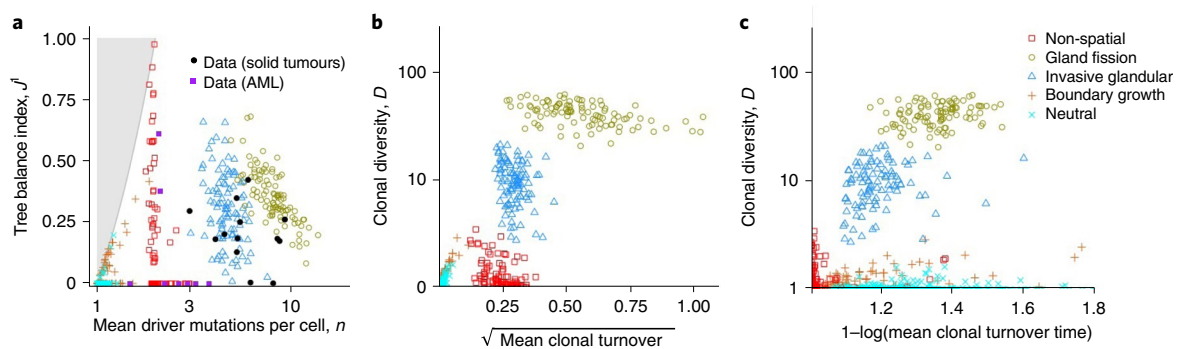 a
Tree balance index, J¹
1.00
0.75
0.50
0.25
0
1
3
10
Mean driver mutations per cell, n
Data (solid tumours)
Data (AML)
b
Clonal diversity, D
100
10
0
0
0.25
0.50
0.75
1.00
√Mean clonal turnover
c
Clonal diversity, D
100
10
1
1.2
1.4
1.6
1.8
1–log(mean clonal turnover time)
Non-spatial
Gland fission
Invasive glandular
Boundary growth
Neutral